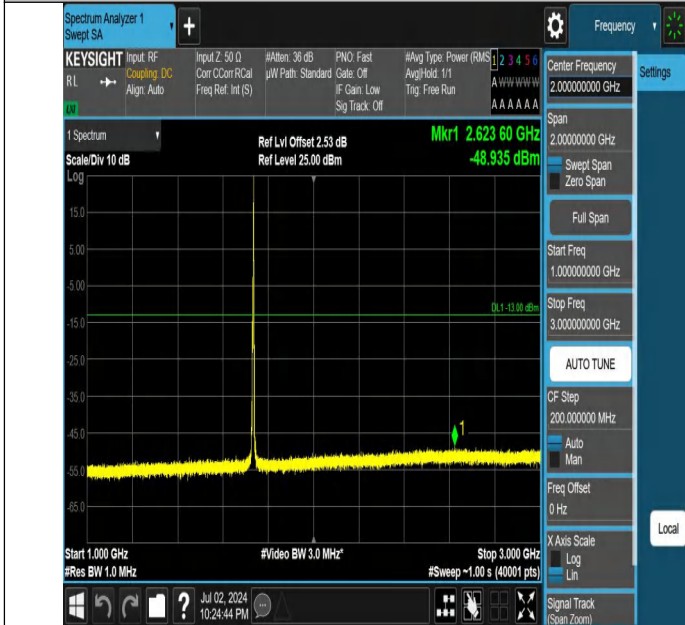 Spectrum Analyzer 1
Swept SA
+
Frequency
KEYSIGHT
RL
Input: RF
Coupling: DC
Align: Auto
Input Z: 50 Ω
Corr CCorr RCal
Freq Ref: Int (S)
#Atten: 36 dB
µW Path: Standard
PNO: Fast
Gate: Off
IF Gain: Low
Sig Track: Off
#Avg Type: Power (RMS
Avg|Hold: 1/1
Trig: Free Run
1 2 3 4 5 6
A W W W W W
A A A A A A
1 Spectrum
Scale/Div 10 dB
Log
Ref Lvl Offset 2.53 dB
Ref Level 25.00 dBm
Mkr1 2.623 60 GHz
-48.935 dBm
15.0
5.00
-5.00
DL1 -13.00 dBm
-15.0
-25.0
-35.0
-45.0
1
-55.0
-65.0
Start 1.000 GHz
#Video BW 3.0 MHz*
Stop 3.000 GHz
#Res BW 1.0 MHz
#Sweep ~1.00 s (40001 pts)
Jul 02, 2024
10:24:44 PM
?
Center Frequency
2.000000000 GHz
Settings
Span
2.00000000 GHz
Swept Span
Zero Span
Full Span
Start Freq
1.000000000 GHz
Stop Freq
3.000000000 GHz
AUTO TUNE
CF Step
200.000000 MHz
Auto
Man
Freq Offset
0 Hz
Local
X Axis Scale
Log
Lin
Signal Track
(Span Zoom)